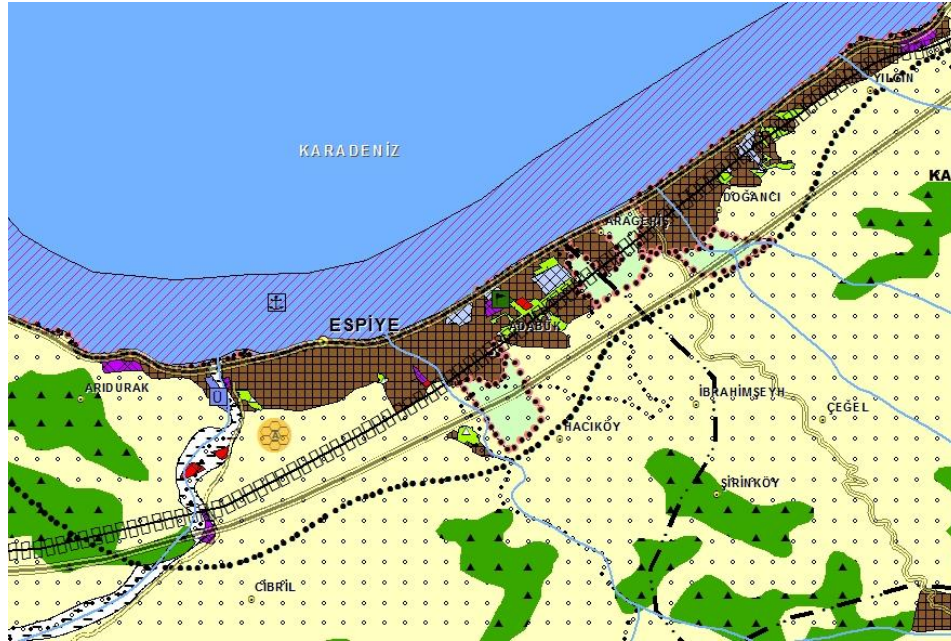 YILGIN
KARADENİZ
KA
DOĞANCI
ARAGERİŞ
ESPİYE
ADABÜK
ARIDURAK
İBRAHİMŞEYH
Ü
ÇEĞEL
HACIKÖY
A
ŞİRİNKÖY
CİBRİL